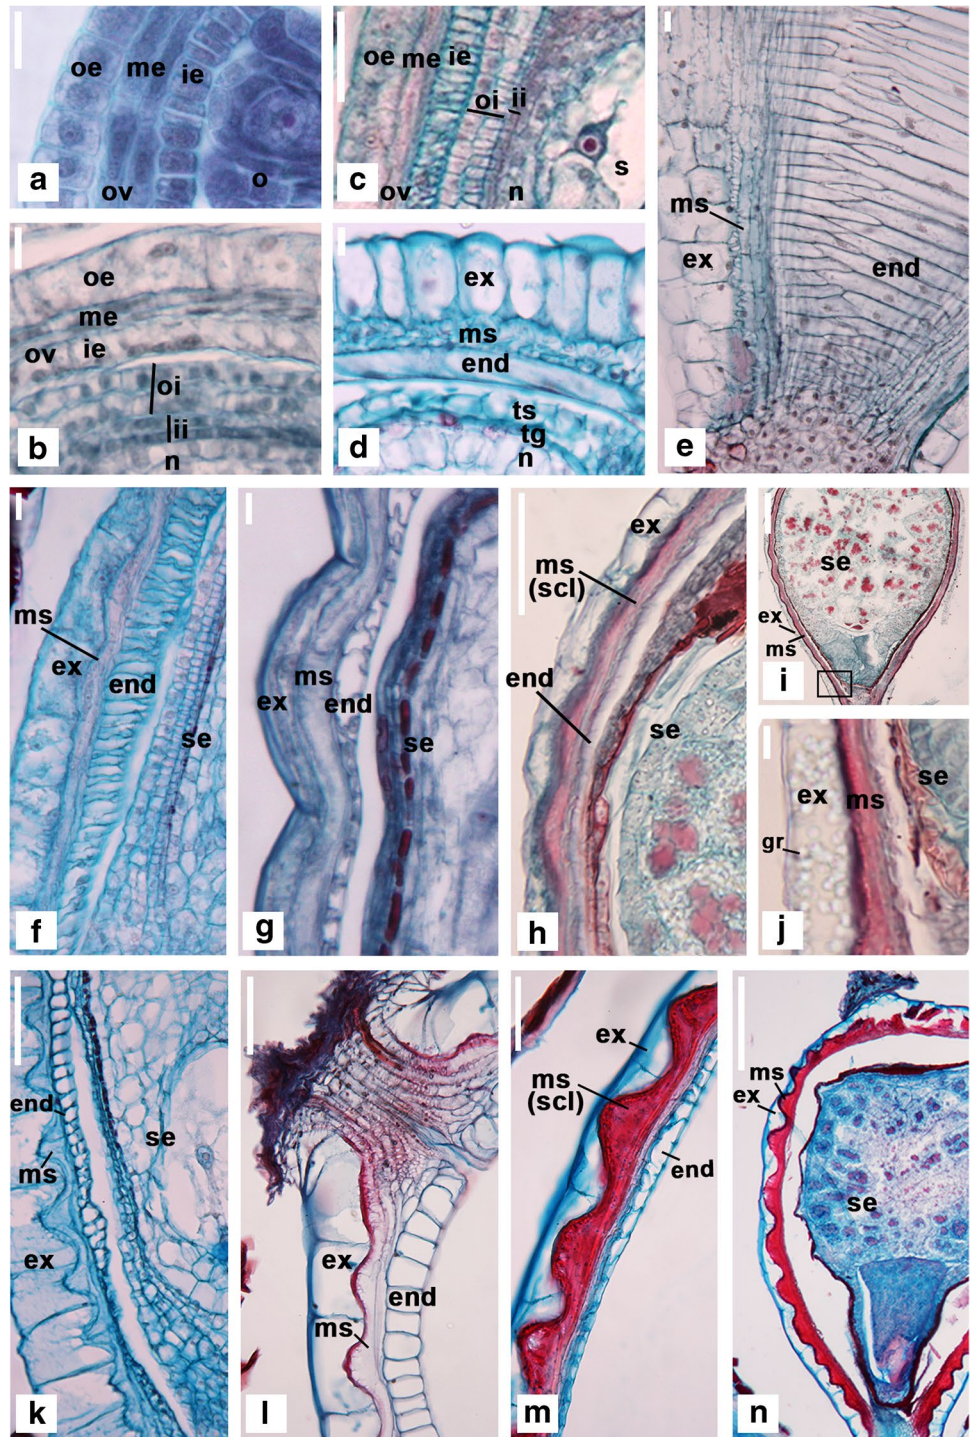 oe me ie
ov o
a
oe me ie
oi ii
ov n s
c
ms
ex end
e
oe
me
ov ie
oi
ii
n
b
ex
ms
end
ts
tg
n
d
ms
ex end
se
f
ms
ex end
se
g
ex
ms
(scl)
end
se
h
se
ex
ms
i
ex ms se
gr
j
end
se
ms
ex
k
ex
end
ms
l
ex
ms
(scl)
end
m
ms
ex
se
n